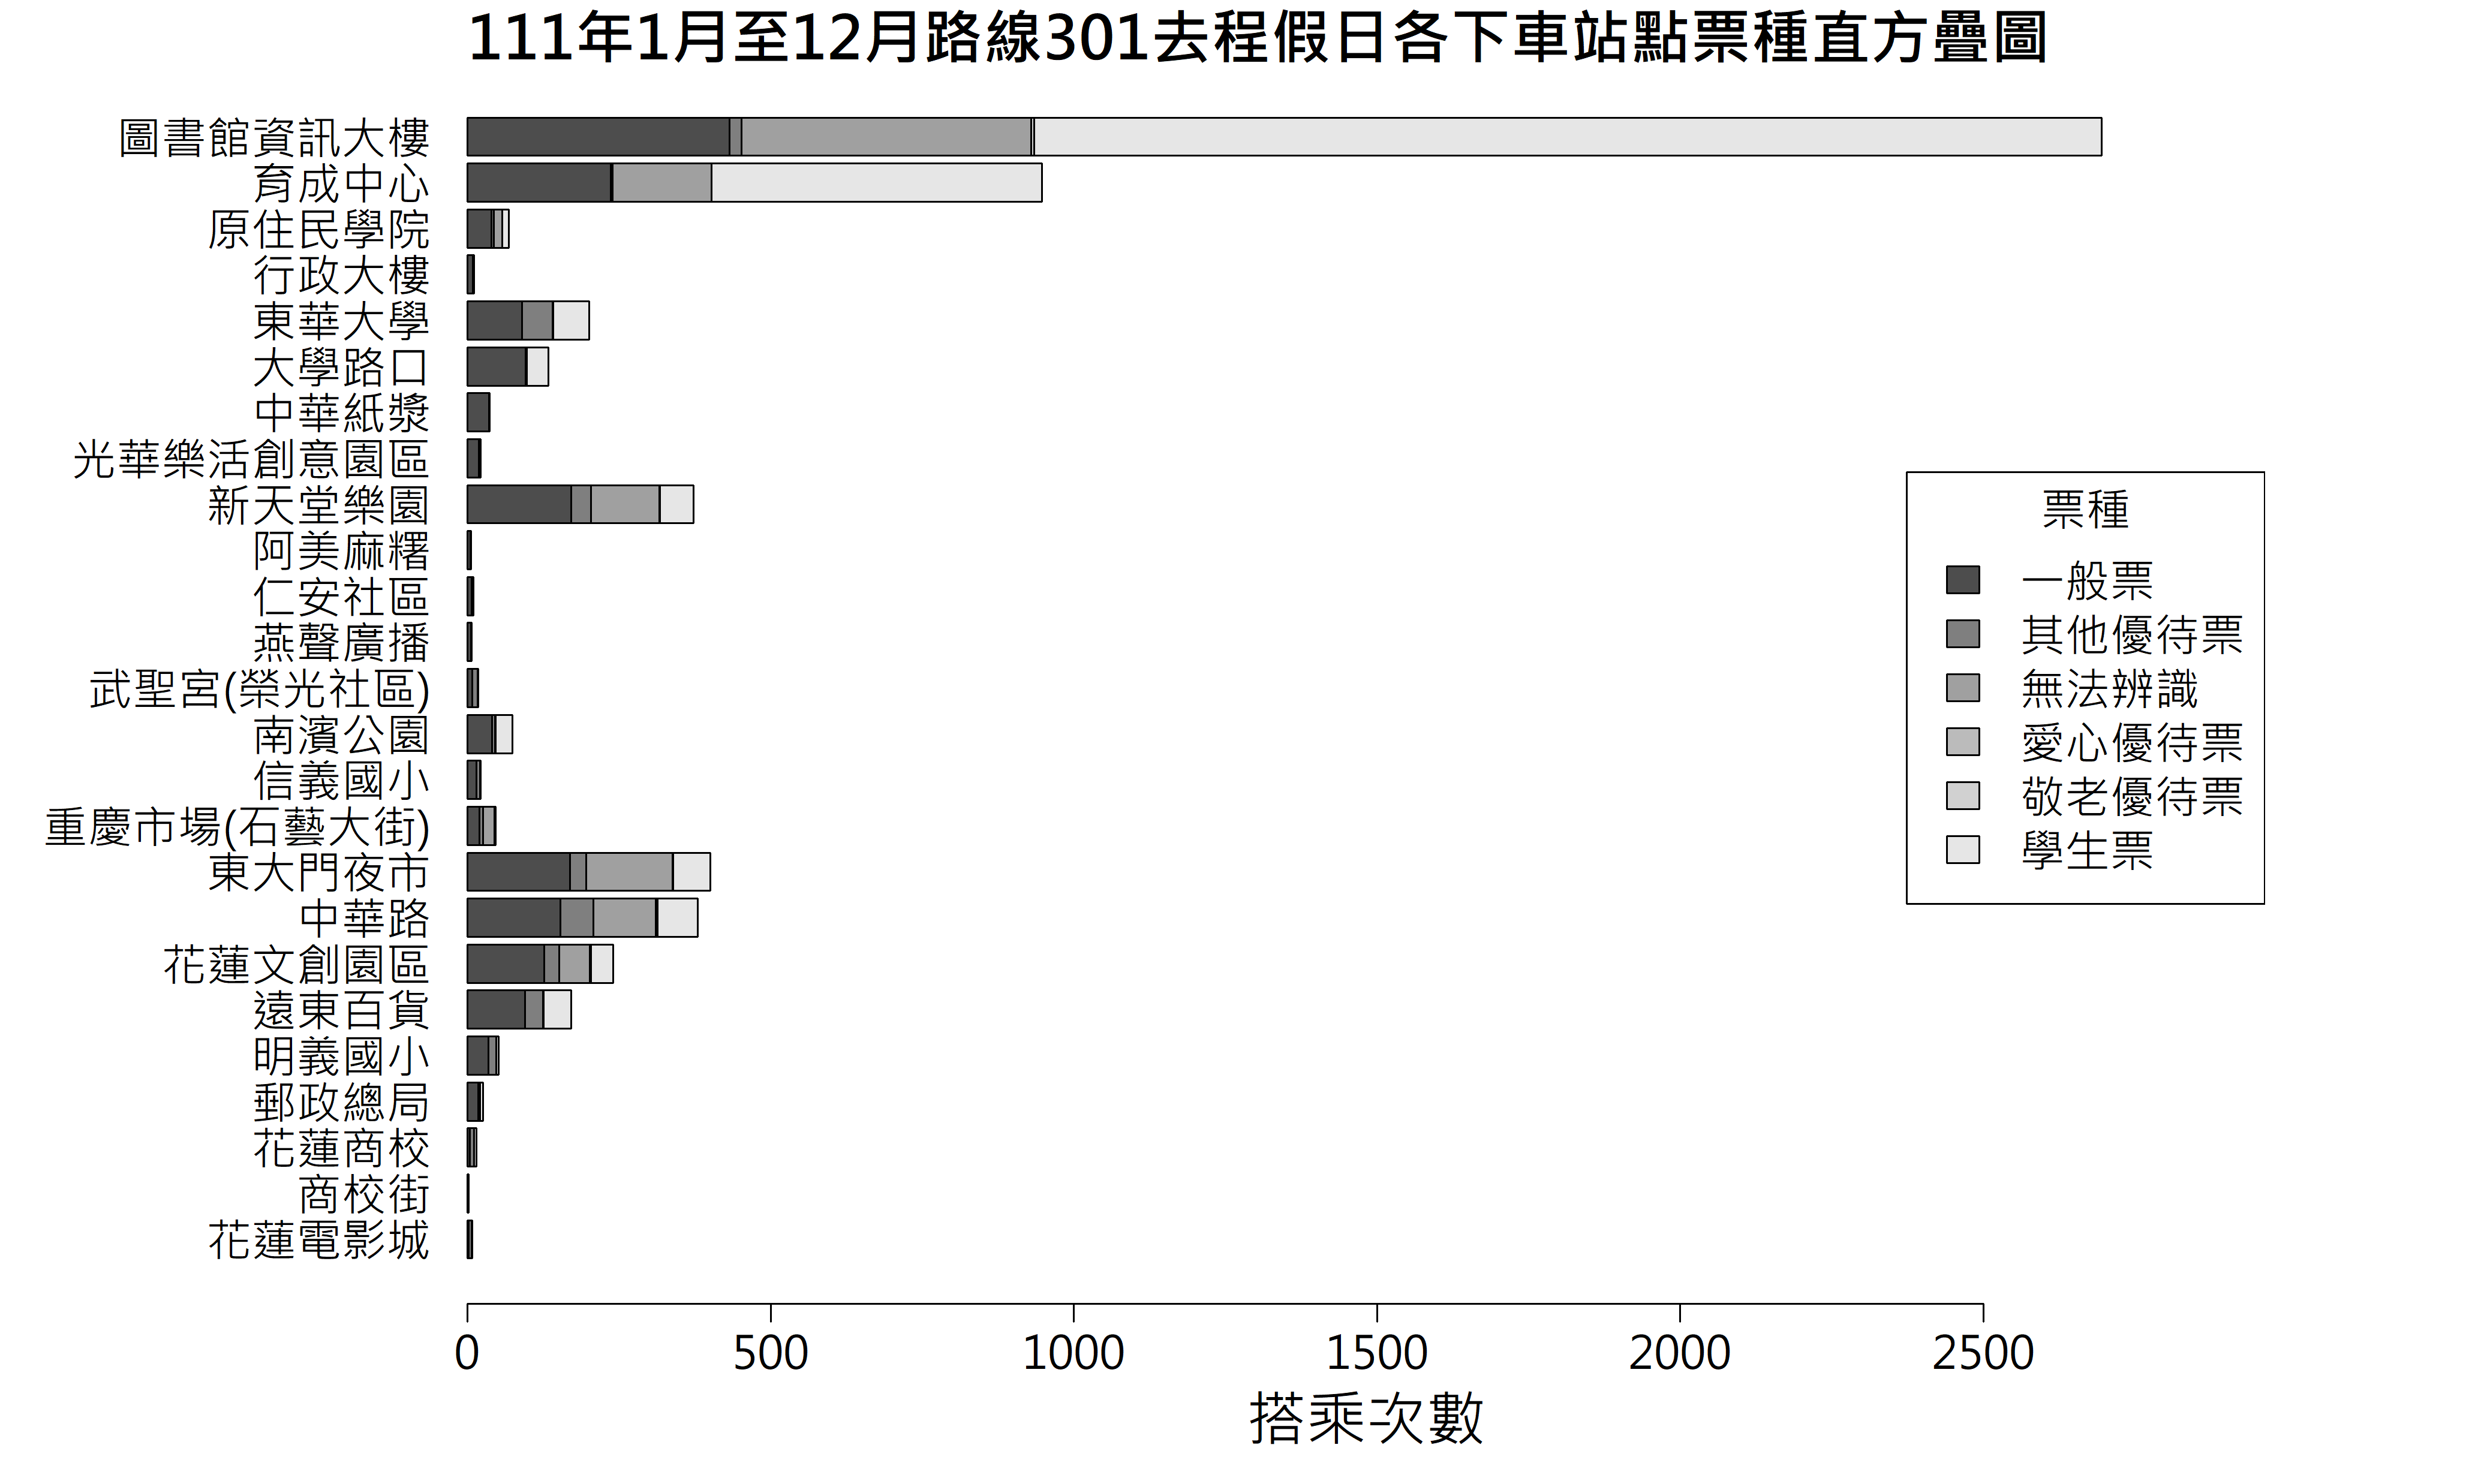 111年1月至12月路線301去程假日各下車站點票種直方疊圖
圖書館資訊大樓
育成中心
原住民學院
行政大樓
東華大學
大學路口
中華紙漿
光華樂活創意園區
新天堂樂園
阿美麻糬
仁安社區
燕聲廣播
武聖宮(榮光社區)
南濱公園
信義國小
重慶市場(石藝大街)
東大門夜市
中華路
花蓮文創園區
遠東百貨
明義國小
郵政總局
花蓮商校
商校街
花蓮電影城
票種
一般票
其他優待票
無法辨識
愛心優待票
敬老優待票
學生票
0 500 1000 1500 2000 2500
搭乘次數